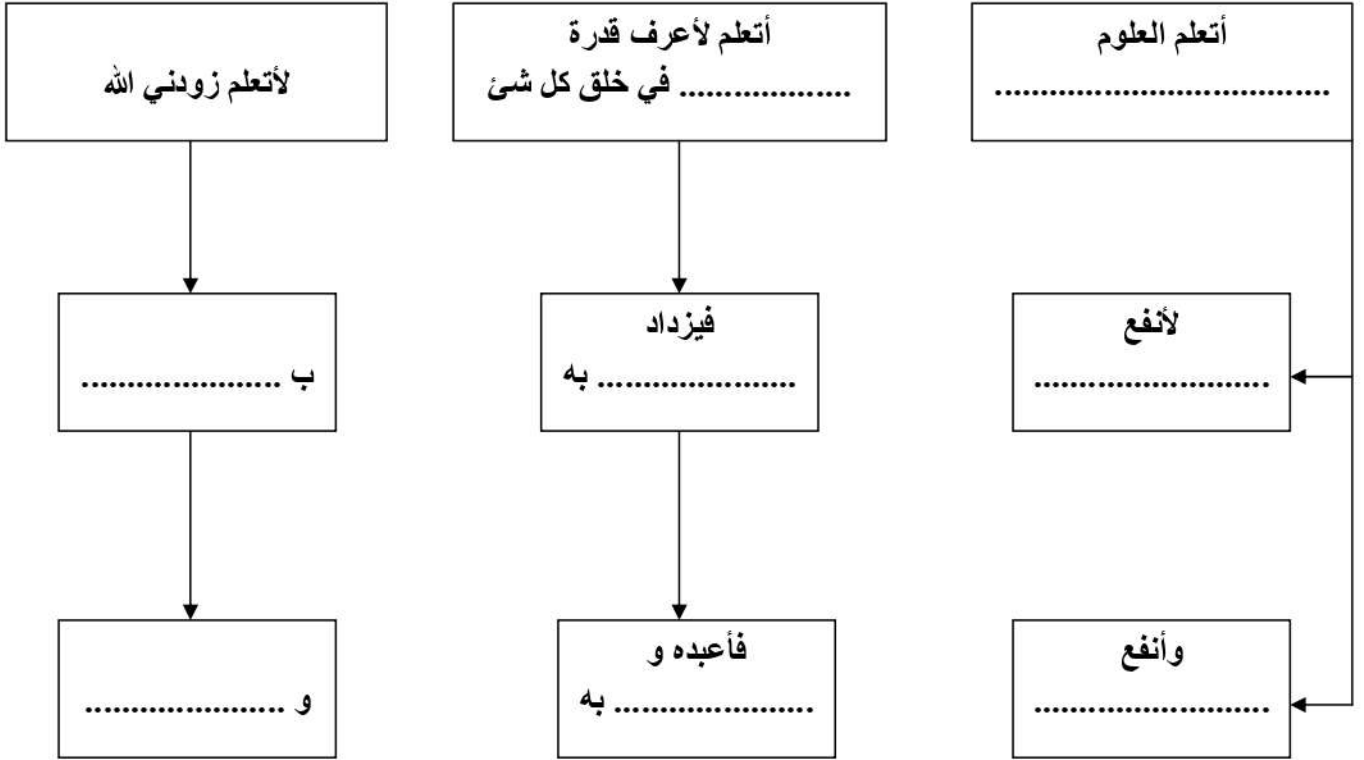 أتعلم العلوم
....................................
لأنفع
.........................
وأنفع
.........................
أتعلم لأعرف قدرة
................... في خلق كل شئ
فيزداد
..................... به
فأعبده و
..................... به
لأتعلم زودني الله
ب .....................
و .....................